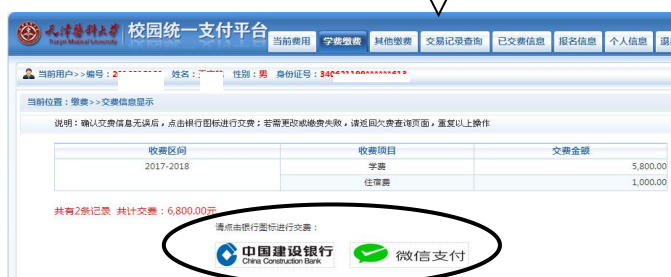 天津医科大学 校园统一支付平台
Tianjin Medical University
当前费用 学费缴费 其他缴费 交易记录查询 已交费信息 报名信息 个人信息 退
当前用户>>编号：2 姓名： 性别：男 身份证号：
当前位置：缴费>>交费信息显示
说明：确认交费信息无误后，点击银行图标进行交费；若需更改或缴费失败，请返回欠费查询页面，重复以上操作
收费区间 收费项目 交费金额
2017-2018 学费 5,800.00
住宿费 1,000.00
共有2条记录 共计交费：6,800.00元
请点击银行图标进行交费：
中国建设银行 微信支付
China Construction Bank